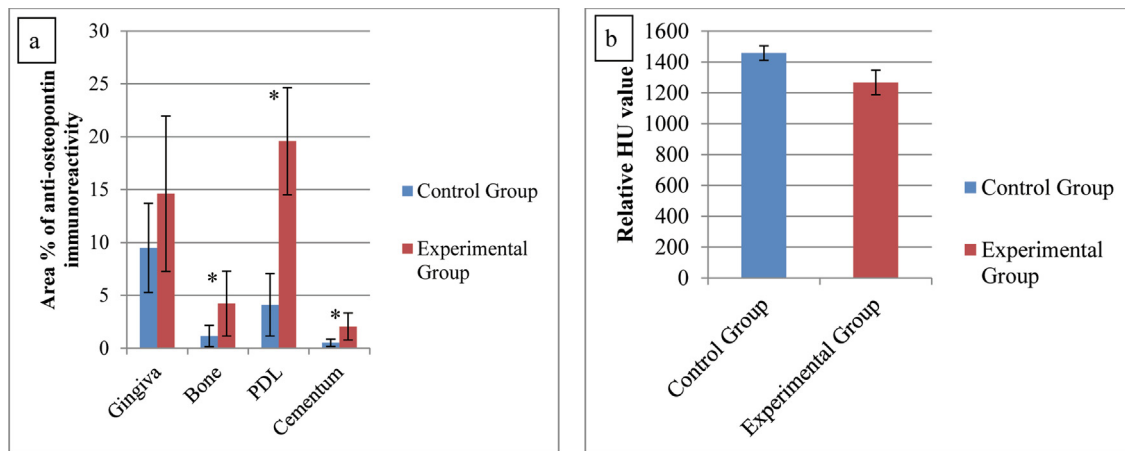 a
Area % of anti-osteopontin
immunoreactivity
30
25
20
15
10
5
0
*
*
*
Gingiva
Bone
PDL
Cementum
Control Group
Experimental
Group
b
Relative HU value
1600
1400
1200
1000
800
600
400
200
0
Control Group
Experimental Group
Control Group
Experimental
Group